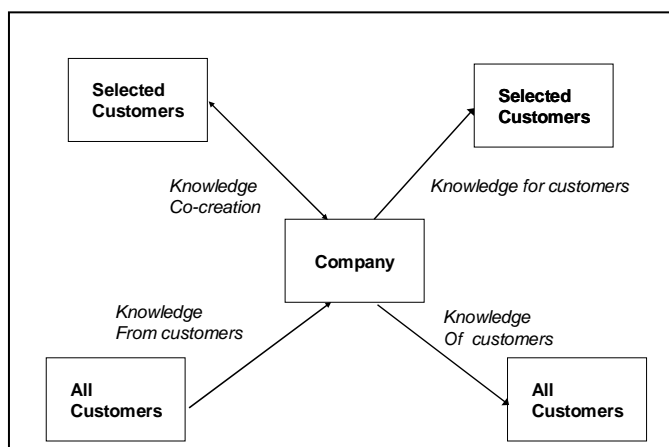 Selected
Customers
Selected
Customers
Knowledge
Co-creation
Knowledge for customers
Company
Knowledge
From customers
Knowledge
Of customers
All
Customers
All
Customers